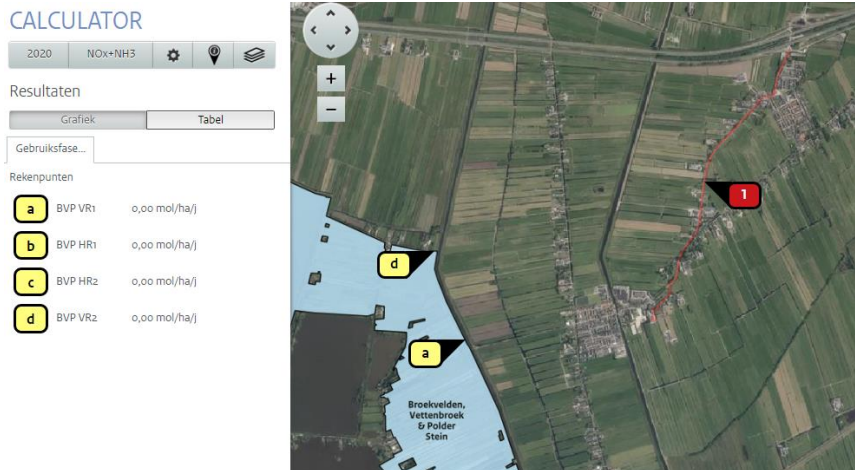 CALCULATOR
2020
NOx+NH3
Resultaten
Grafiek
Tabel
Gebruiksfase...
Rekenpunten
a BVP VR1 0,00 mol/ha/j
b BVP HR1 0,00 mol/ha/j
c BVP HR2 0,00 mol/ha/j
d BVP VR2 0,00 mol/ha/j
+
−
1
d
a
Broekvelden,
Vettenbroek
& Polder
Stein